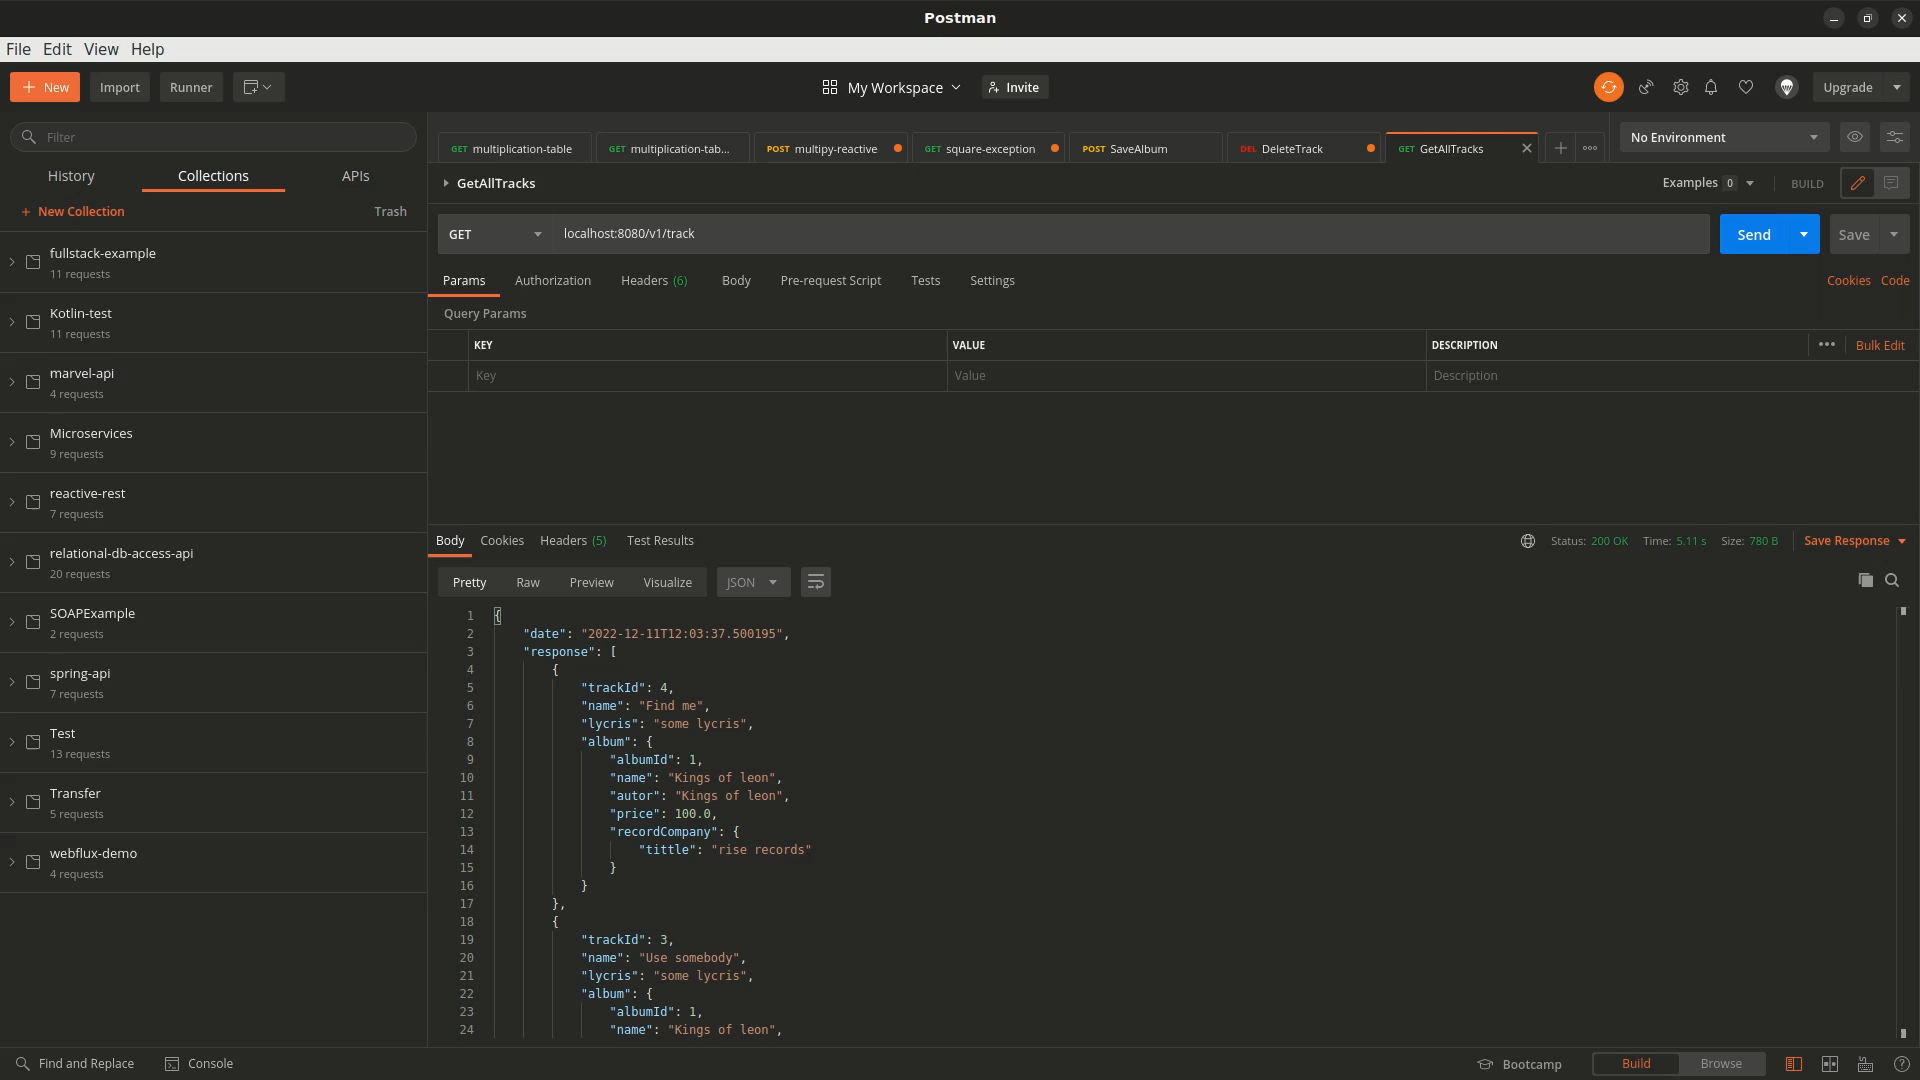 Postman
File Edit View Help
+ New Import Runner
My Workspace Invite Upgrade
Filter
History Collections APIs
+ New Collection Trash
fullstack-example
11 requests
Kotlin-test
11 requests
marvel-api
4 requests
Microservices
9 requests
reactive-rest
7 requests
relational-db-access-api
20 requests
SOAPExample
2 requests
spring-api
7 requests
Test
13 requests
Transfer
5 requests
webflux-demo
4 requests
GET multiplication-table GET multiplication-tab... POST multipy-reactive GET square-exception POST SaveAlbum DEL DeleteTrack GET GetAllTracks
No Environment
GetAllTracks Examples 0 BUILD
GET localhost:8080/v1/track Send Save
Params Authorization Headers (6) Body Pre-request Script Tests Settings Cookies Code
Query Params
KEY VALUE DESCRIPTION ••• Bulk Edit
Key Value Description
Body Cookies Headers (5) Test Results Status: 200 OK Time: 5.11 s Size: 780 B Save Response
Pretty Raw Preview Visualize JSON
1 {
2 "date": "2022-12-11T12:03:37.500195",
3 "response": [
4 {
5 "trackId": 4,
6 "name": "Find me",
7 "lycris": "some lycris",
8 "album": {
9 "albumId": 1,
10 "name": "Kings of leon",
11 "autor": "Kings of leon",
12 "price": 100.0,
13 "recordCompany": {
14 "tittle": "rise records"
15 }
16 }
17 },
18 {
19 "trackId": 3,
20 "name": "Use somebody",
21 "lycris": "some lycris",
22 "album": {
23 "albumId": 1,
24 "name": "Kings of leon",
Find and Replace Console Bootcamp Build Browse